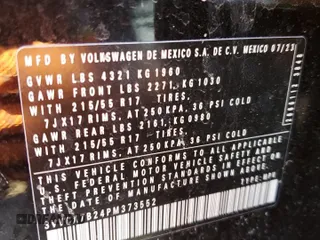 MFD BY VOLKSWAGEN DE MEXICO S.A. DE C.V. MEXICO 07/23
GVWR LBS 4321 KG 1960
GAWR FRONT LBS 2271, KG 1030
WITH 215/55 R17 - TIRES,
7JX17 RIMS, AT 250 KPA, 36 PSI COLD
GAWR REAR LBS 2161, KG 0980
WITH 215/55 R17 - TIRES,
7JX17 RIMS, AT 250 KPA, 36 PSI COLD
THIS VEHICLE CONFORMS TO ALL APPLICABLE
U.S. FEDERAL MOTOR VEHICLE SAFETY AND
THEFT PREVENTION STANDARDS IN EFFECT ON
THE DATE OF MANUFACTURE SHOWN ABOVE.